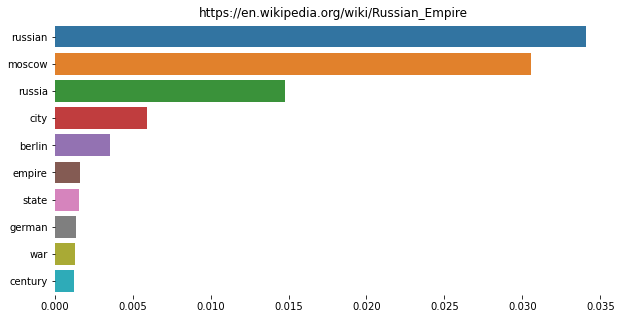 https://en.wikipedia.org/wiki/Russian_Empire
russian
moscow
russia
city
berlin
empire
state
german
war
century
0.000 0.005 0.010 0.015 0.020 0.025 0.030 0.035